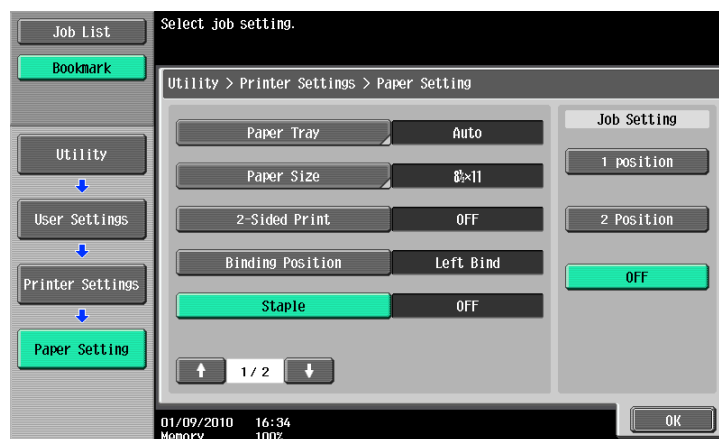 Job List
Bookmark
Utility
User Settings
Printer Settings
Paper Setting
Select job setting.
Utility > Printer Settings > Paper Setting
Paper Tray Auto
Paper Size 8½×11
2-Sided Print OFF
Binding Position Left Bind
Staple OFF
1/ 2
Job Setting
1 position
2 Position
OFF
01/09/2010 16:34
Memory 100%
OK